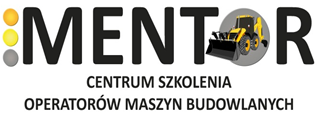 MENTOR
CENTRUM SZKOLENIA
OPERATORÓW MASZYN BUDOWLANYCH